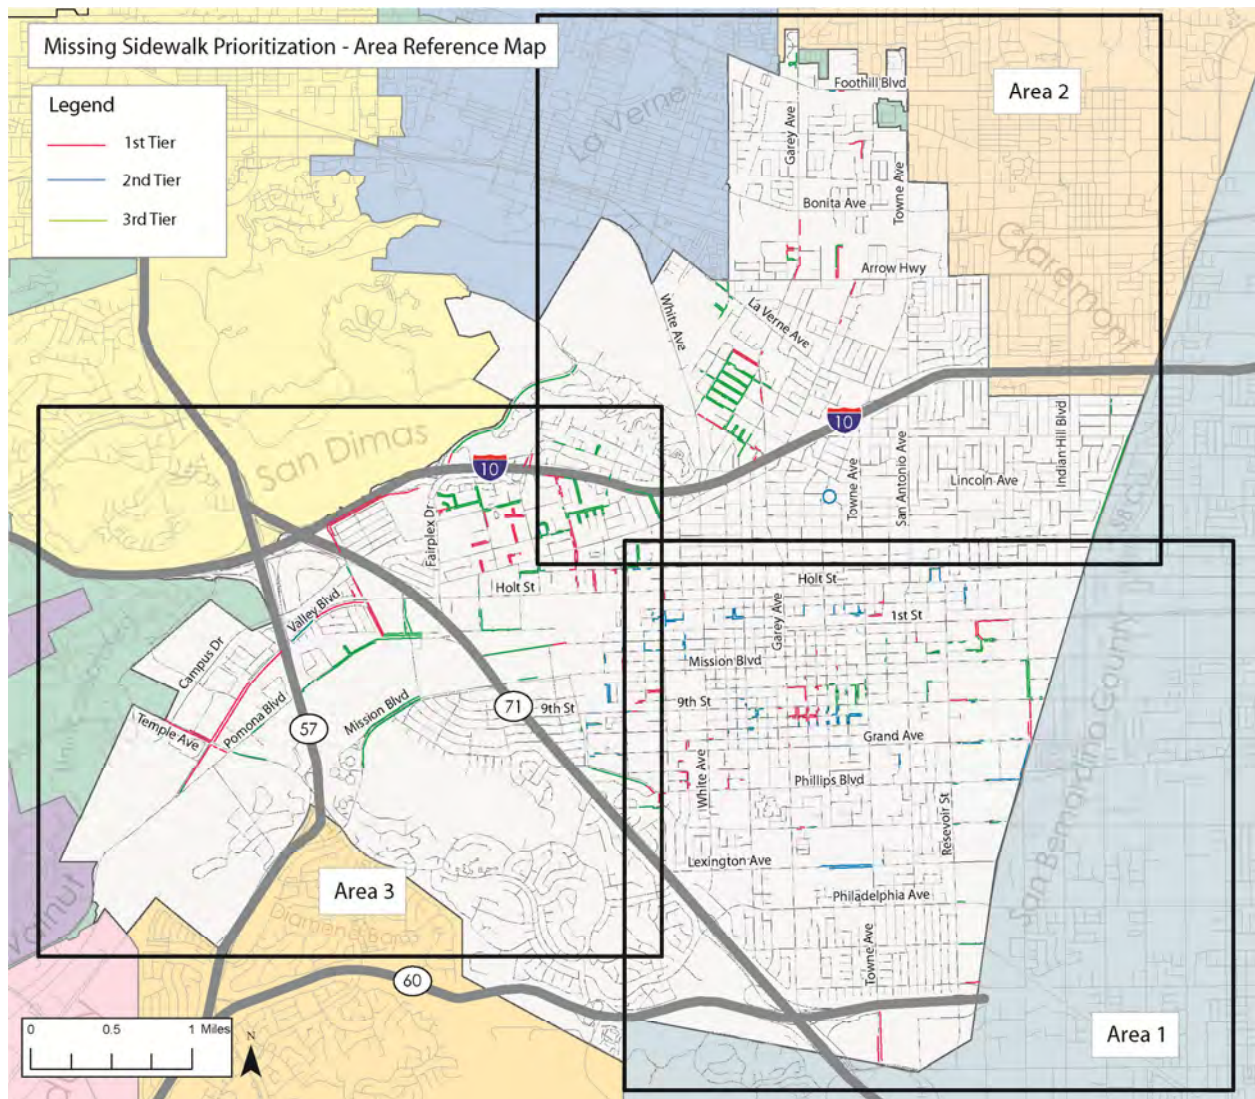 Missing Sidewalk Prioritization - Area Reference Map
Legend
1st Tier
2nd Tier
3rd Tier
Area 2
Foothill Blvd
La Verne
Garey Ave
Towne Ave
Bonita Ave
Claremont
Arrow Hwy
White Ave
La Verne Ave
10
San Dimas
10
Indian Hill Blvd
San Antonio Ave
Towne Ave
Lincoln Ave
Fairplex Dr
Holt St
Holt St
Valley Blvd
Garey Ave
1st St
Campus Dr
Mission Blvd
San Bernardino County
Temple Ave
Pomona Blvd
57
Mission Blvd
71
9th St
9th St
Grand Ave
White Ave
Phillips Blvd
Resevoir St
Lexington Ave
Area 3
Philadelphia Ave
Walnut
Towne Ave
60
0 0.5 1 Miles
N
Area 1